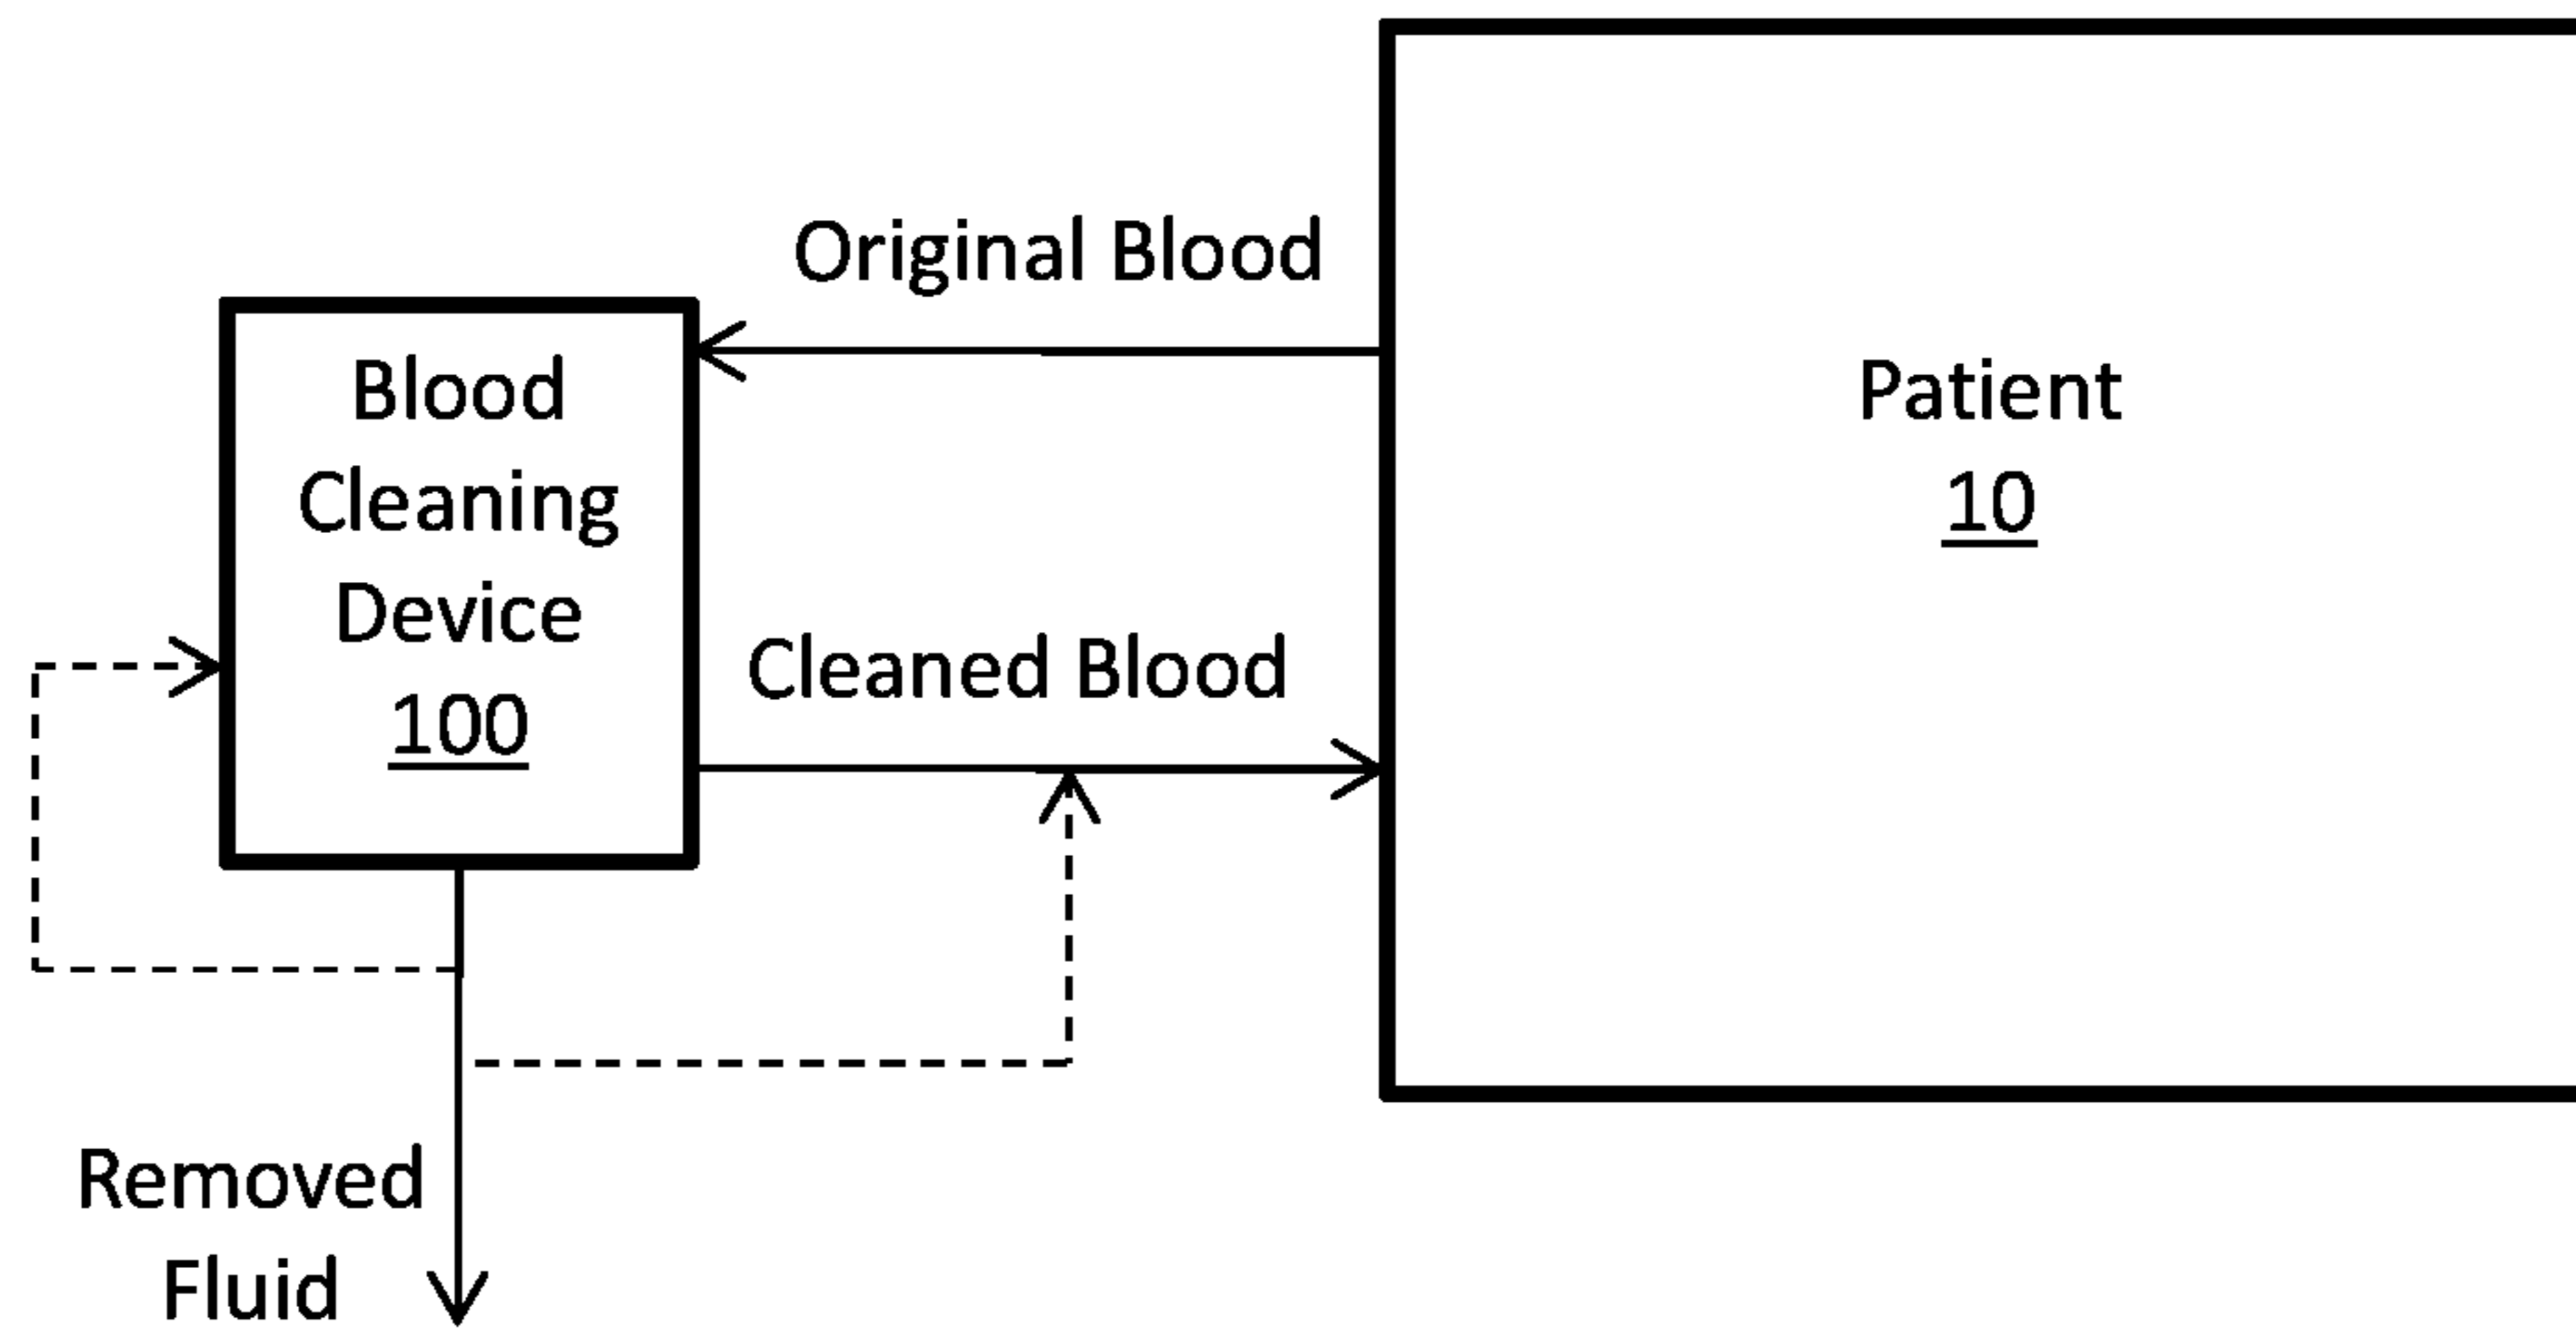 Original Blood
Blood
Cleaning
Device
100
Patient
10
Cleaned Blood
Removed
Fluid